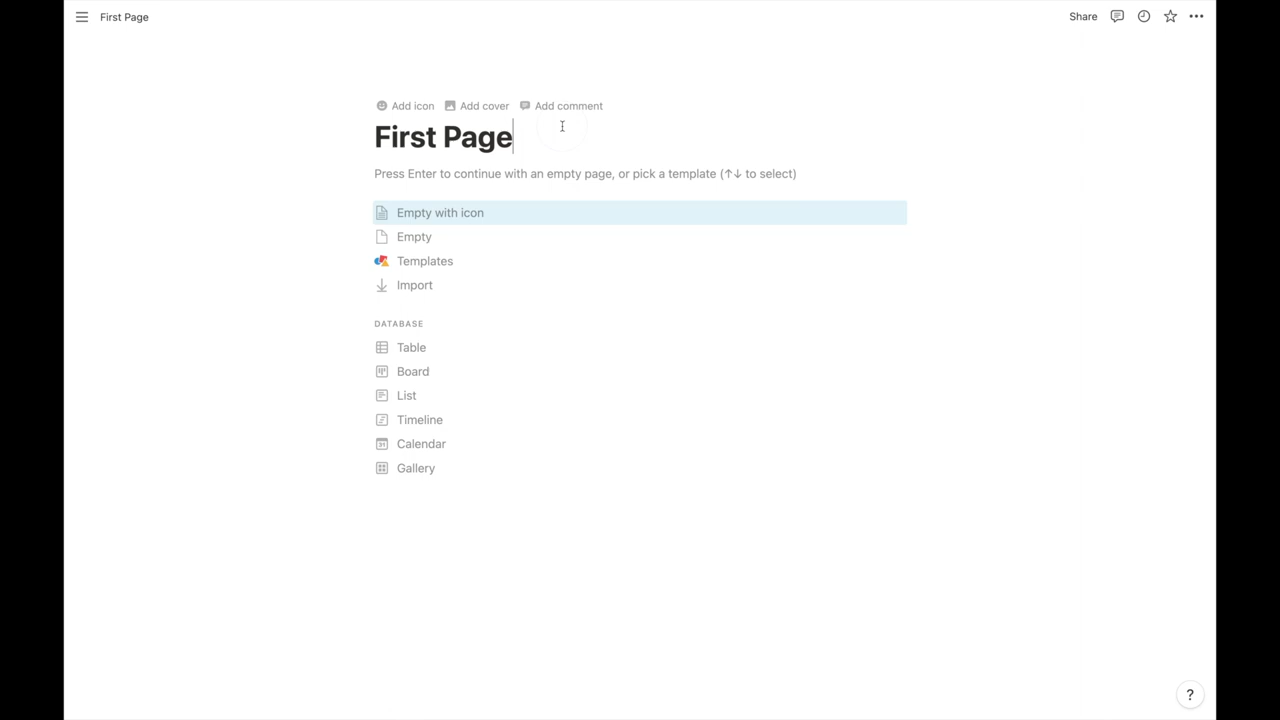 First Page
Share
Add icon Add cover Add comment
First Page
Press Enter to continue with an empty page, or pick a template (↑↓ to select)
Empty with icon
Empty
Templates
Import
DATABASE
Table
Board
List
Timeline
31 Calendar
Gallery
?